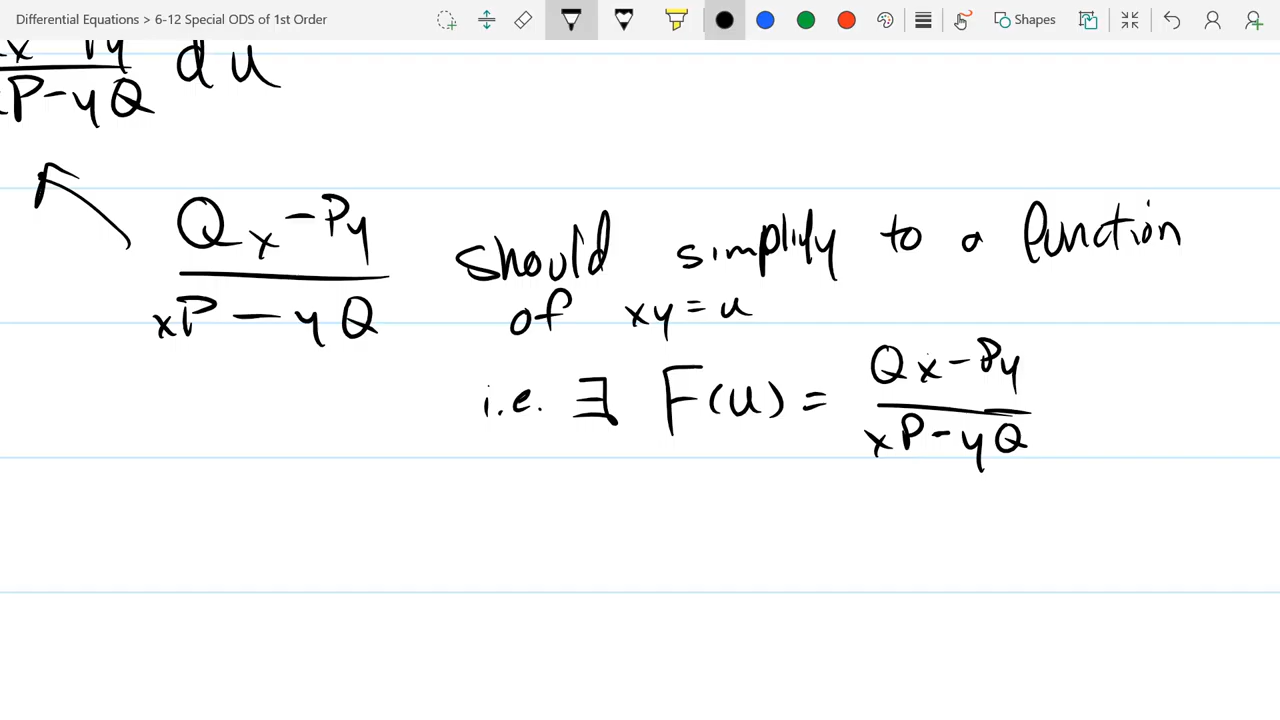 Differential Equations > 6-12 Special ODS of 1st Order
Shapes
du
P-yQ
Qx-Py
xP-yQ
should simplify to a function
of xy=u
i.e. ∃ F(u) = Qx-Py
xP-yQ